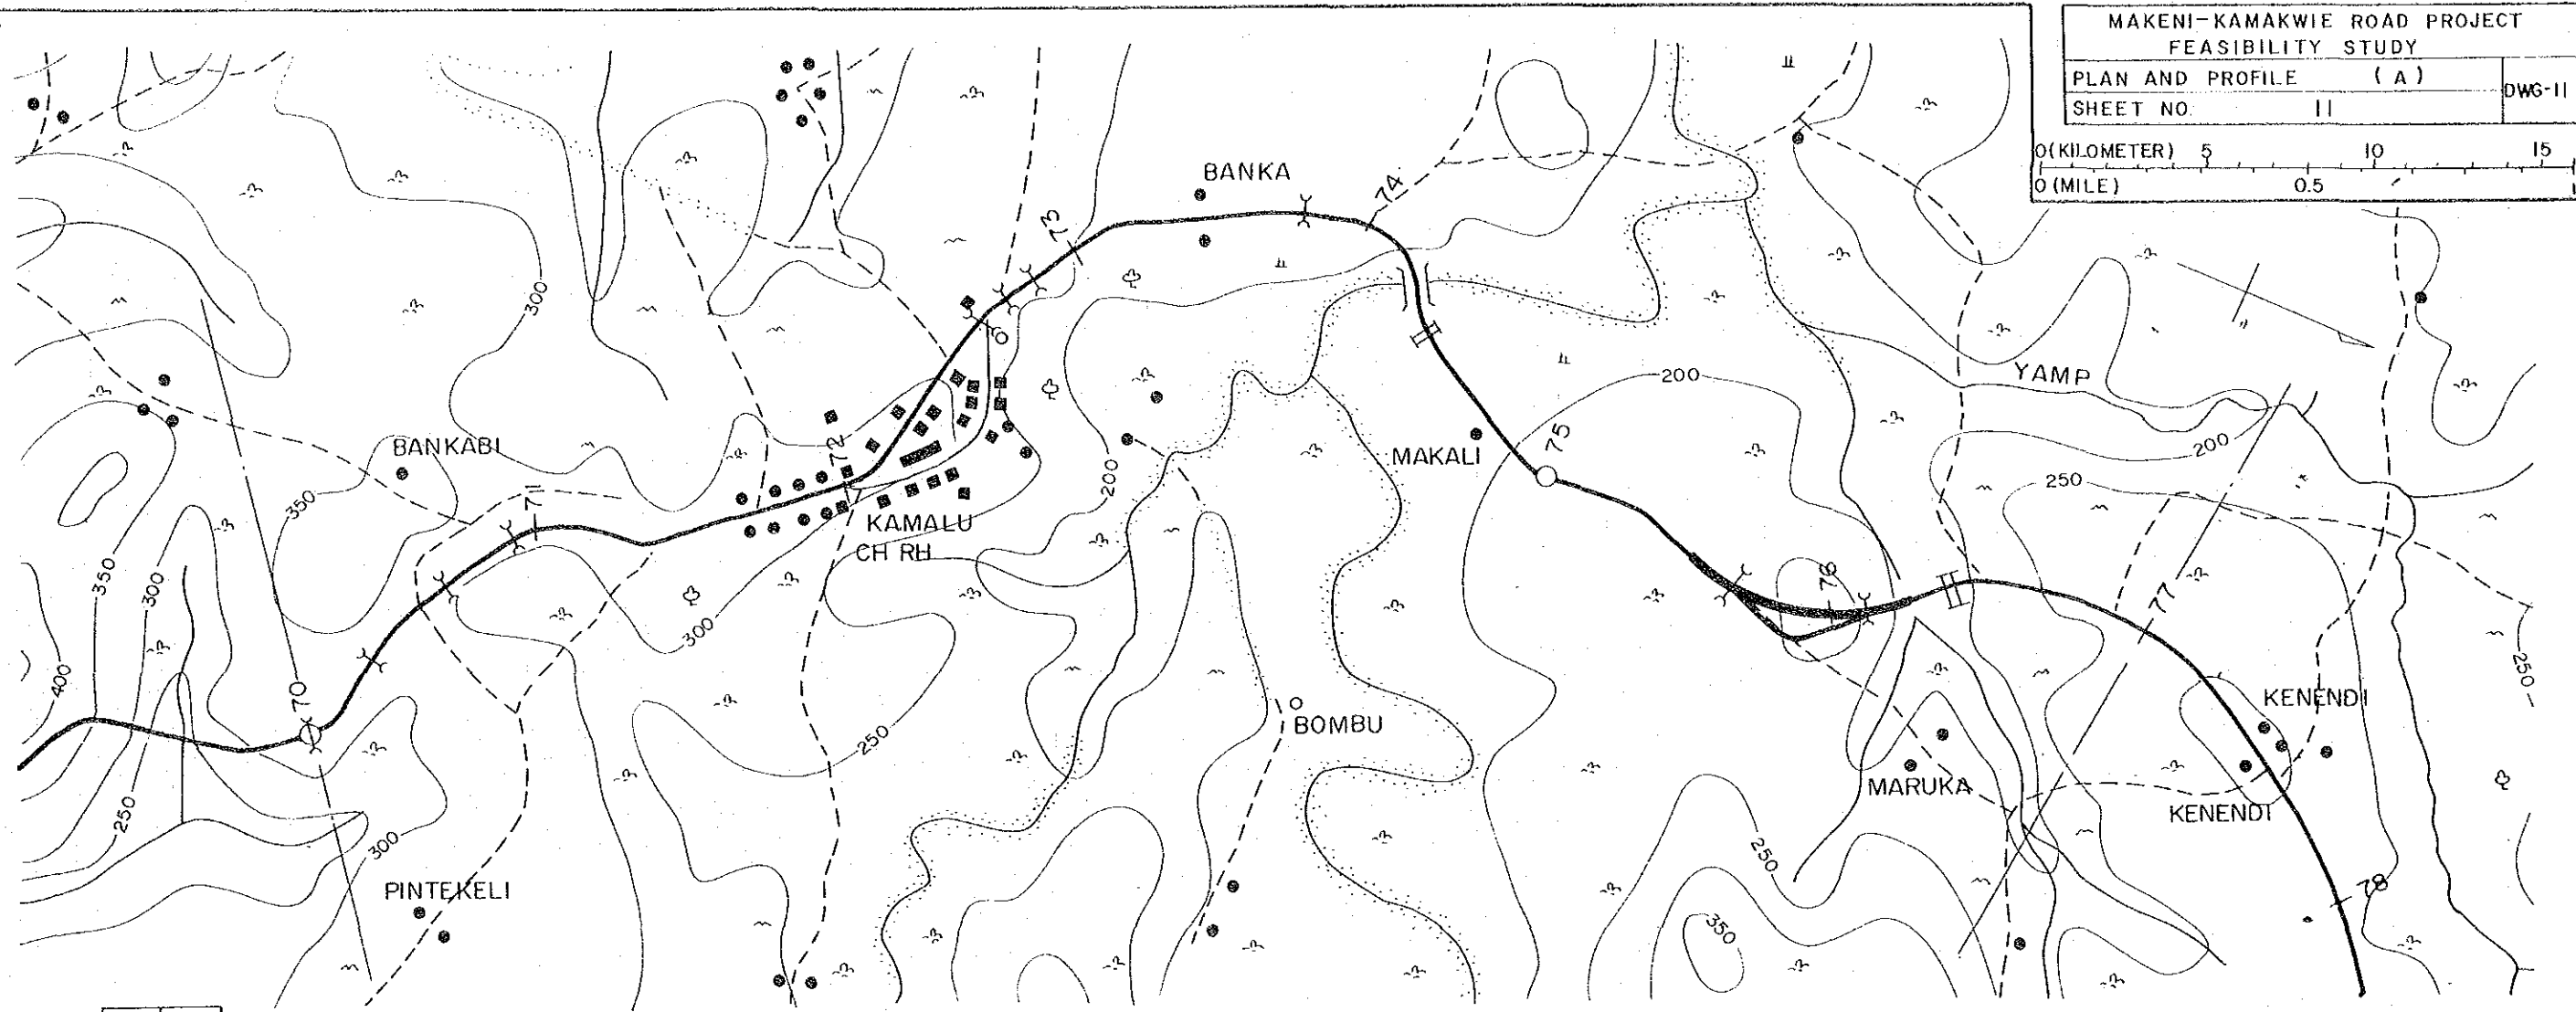 MAKENI-KAMAKWIE ROAD PROJECT
FEASIBILITY STUDY
PLAN AND PROFILE (A)
DWG-11
SHEET NO. 11
0(KILOMETER) 5 10 15
0(MILE) 0.5
BANKA
74
73
300
YAMP
200
75
MAKALI
BANKABI
72
200
200
250
350
71
KAMALU
CH RH
350
300
76
77
300
250
400
70
KENENDI
BOMBU
250
MARUKA
KENENDI
250
300
250
78
PINTEKELI
350